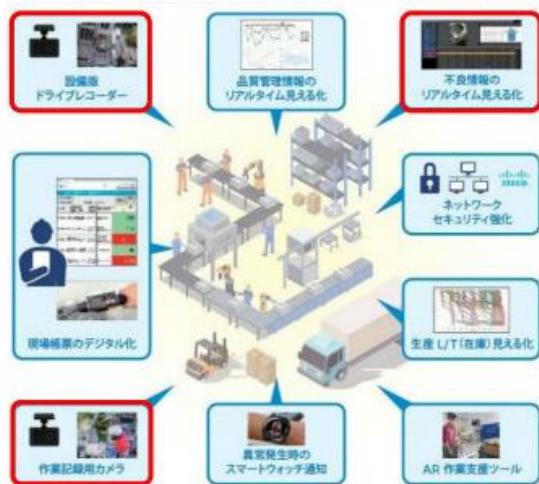 設備版
ドライブレコーダー
品質管理情報の
リアルタイム見える化
不良情報の
リアルタイム見える化
CISCO
ネットワーク
セキュリティ強化
現場帳票のデジタル化
生産 L/T(在庫)見える化
作業記録用カメラ
異常発生時の
スマートウォッチ通知
AR 作業支援ツール